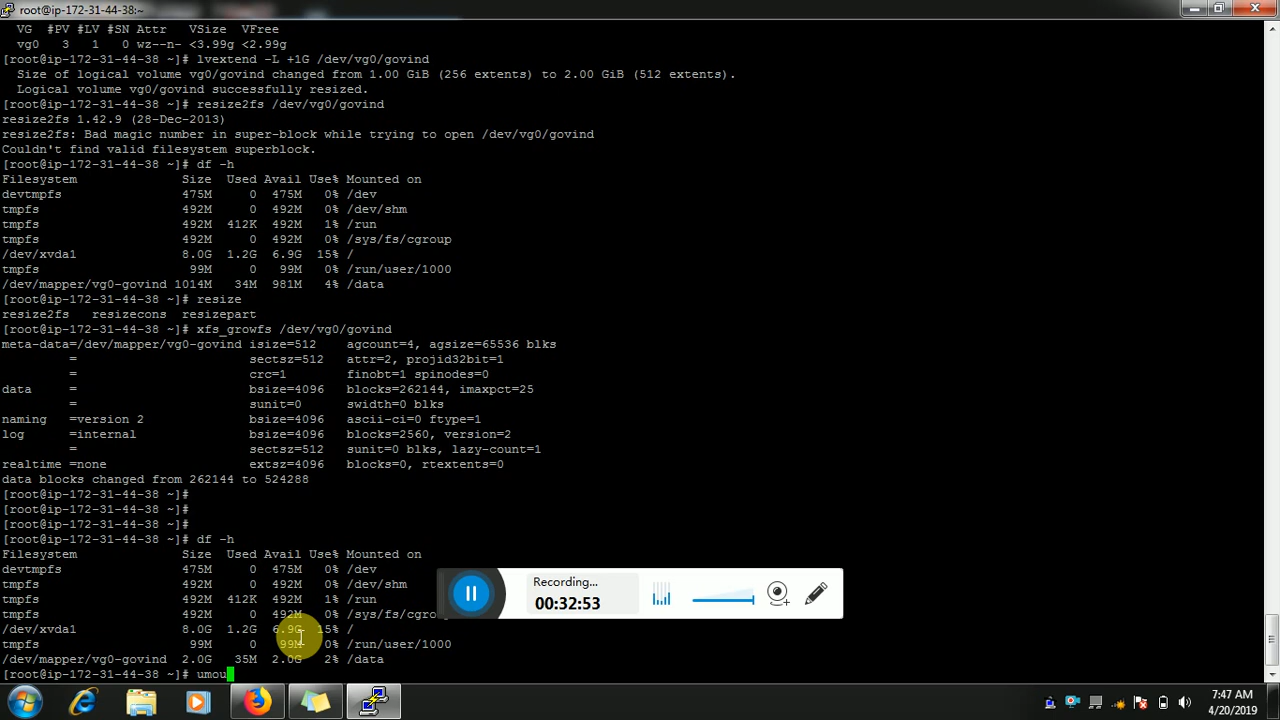 root@ip-172-31-44-38:~
VG #PV #LV #SN Attr VSize VFree
vg0 3 1 0 wz--n- <3.99g <2.99g
[root@ip-172-31-44-38 ~]# lvextend -L +1G /dev/vg0/govind
Size of logical volume vg0/govind changed from 1.00 GiB (256 extents) to 2.00 GiB (512 extents).
Logical volume vg0/govind successfully resized.
[root@ip-172-31-44-38 ~]# resize2fs /dev/vg0/govind
resize2fs 1.42.9 (28-Dec-2013)
resize2fs: Bad magic number in super-block while trying to open /dev/vg0/govind
Couldn't find valid filesystem superblock.
[root@ip-172-31-44-38 ~]# df -h
Filesystem Size Used Avail Use% Mounted on
devtmpfs 475M 0 475M 0% /dev
tmpfs 492M 0 492M 0% /dev/shm
tmpfs 492M 412K 492M 1% /run
tmpfs 492M 0 492M 0% /sys/fs/cgroup
/dev/xvda1 8.0G 1.2G 6.9G 15% /
tmpfs 99M 0 99M 0% /run/user/1000
/dev/mapper/vg0-govind 1014M 34M 981M 4% /data
[root@ip-172-31-44-38 ~]# resize
resize2fs resizecons resizepart
[root@ip-172-31-44-38 ~]# xfs_growfs /dev/vg0/govind
meta-data=/dev/mapper/vg0-govind isize=512 agcount=4, agsize=65536 blks
= sectsz=512 attr=2, projid32bit=1
= crc=1 finobt=1 spinodes=0
data = bsize=4096 blocks=262144, imaxpct=25
= sunit=0 swidth=0 blks
naming =version 2 bsize=4096 ascii-ci=0 ftype=1
log =internal bsize=4096 blocks=2560, version=2
= sectsz=512 sunit=0 blks, lazy-count=1
realtime =none extsz=4096 blocks=0, rtextents=0
data blocks changed from 262144 to 524288
[root@ip-172-31-44-38 ~]#
[root@ip-172-31-44-38 ~]#
[root@ip-172-31-44-38 ~]#
[root@ip-172-31-44-38 ~]# df -h
Filesystem Size Used Avail Use% Mounted on
devtmpfs 475M 0 475M 0% /dev
tmpfs 492M 0 492M 0% /dev/shm
tmpfs 492M 412K 492M 1% /run
tmpfs 492M 0 492M 0% /sys/fs/cgro
/dev/xvda1 8.0G 1.2G 6.9G 15% /
tmpfs 99M 0 99M 0% /run/user/1000
/dev/mapper/vg0-govind 2.0G 35M 2.0G 2% /data
[root@ip-172-31-44-38 ~]# umou
Recording...
00:32:53
7:47 AM
4/20/2019